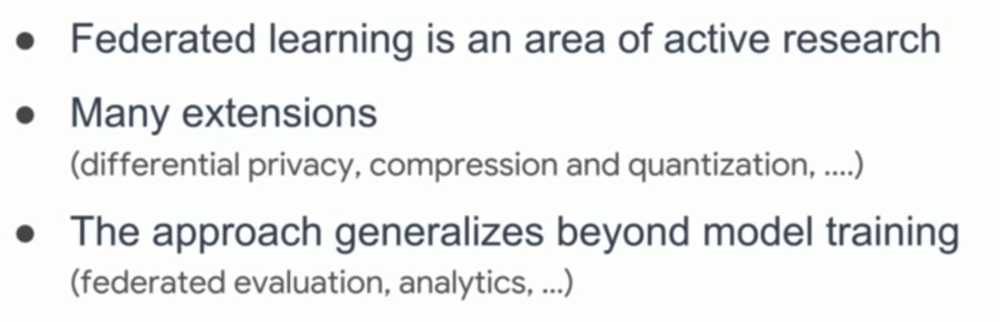 ● Federated learning is an area of active research
● Many extensions
(differential privacy, compression and quantization, ....)
● The approach generalizes beyond model training
(federated evaluation, analytics, ...)